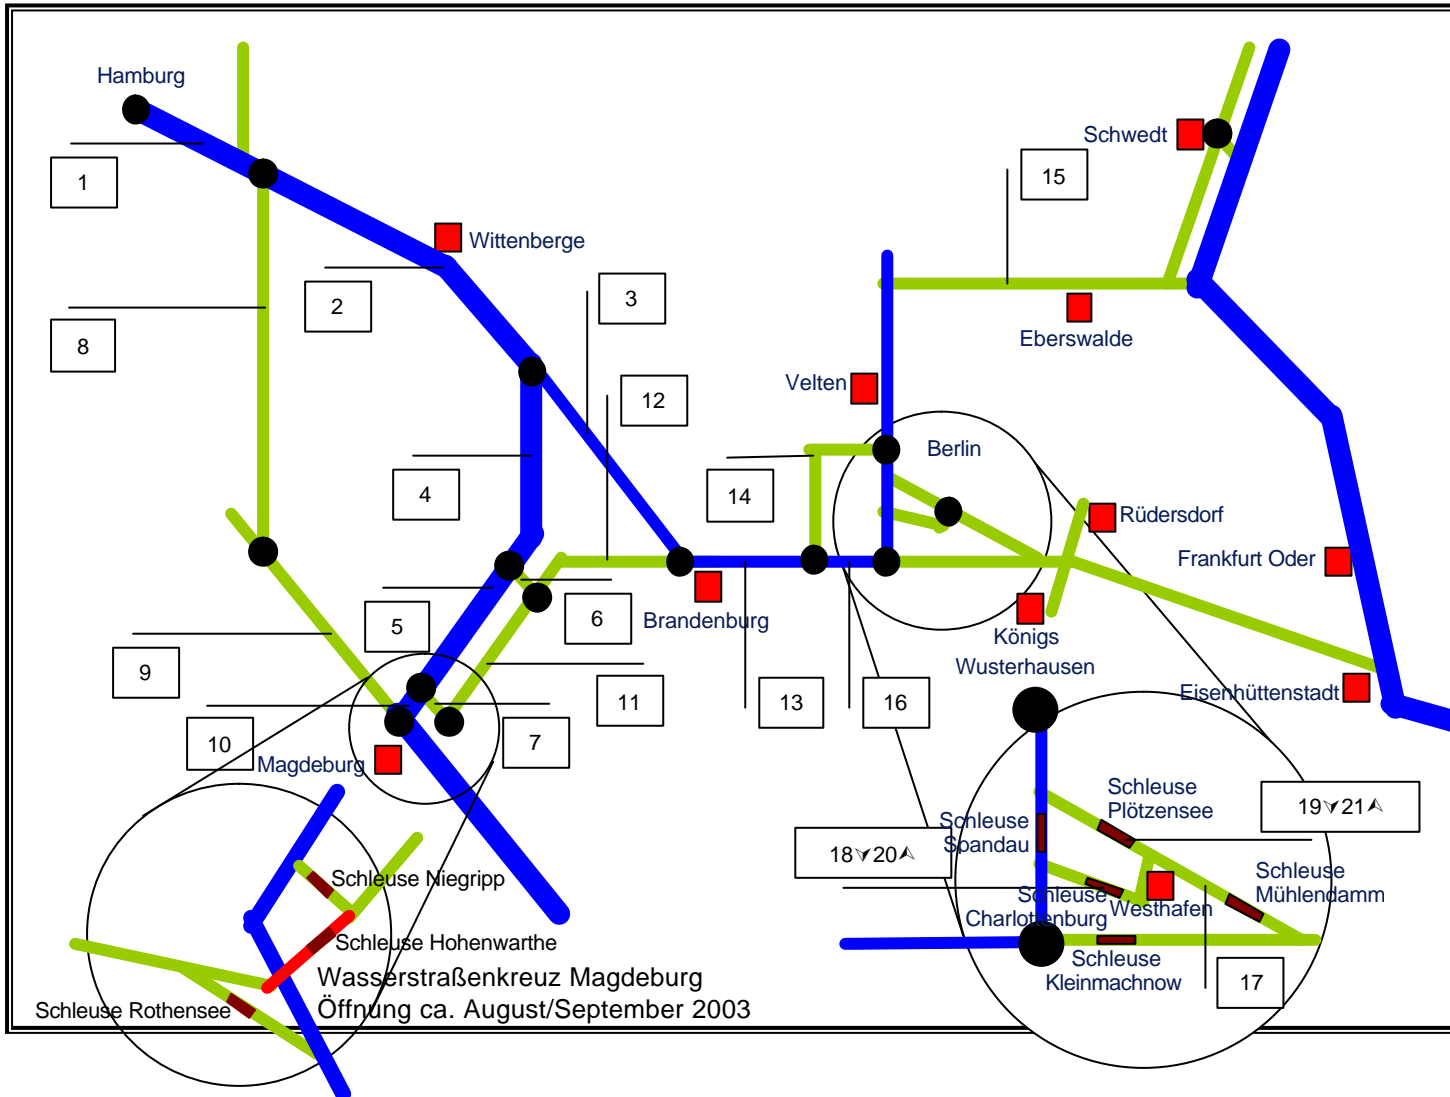 Hamburg
Schwedt
1
15
Wittenberge
2
3
8
Eberswalde
Velten
12
Berlin
4
14
Rüdersdorf
Frankfurt Oder
5
6
Brandenburg
Königs
Wusterhausen
9
11
13
16
Eisenhüttenstadt
10
7
Magdeburg
Schleuse
Plötzensee
19⮟21⮝
Schleuse
Spandau
18⮟20⮝
Schleuse
Mühlendamm
Schleuse Niegripp
Schleuse
Charlottenburg
Westhafen
Schleuse Hohenwarthe
Schleuse
Kleinmachnow
17
Wasserstraßenkreuz Magdeburg
Öffnung ca. August/September 2003
Schleuse Rothensee